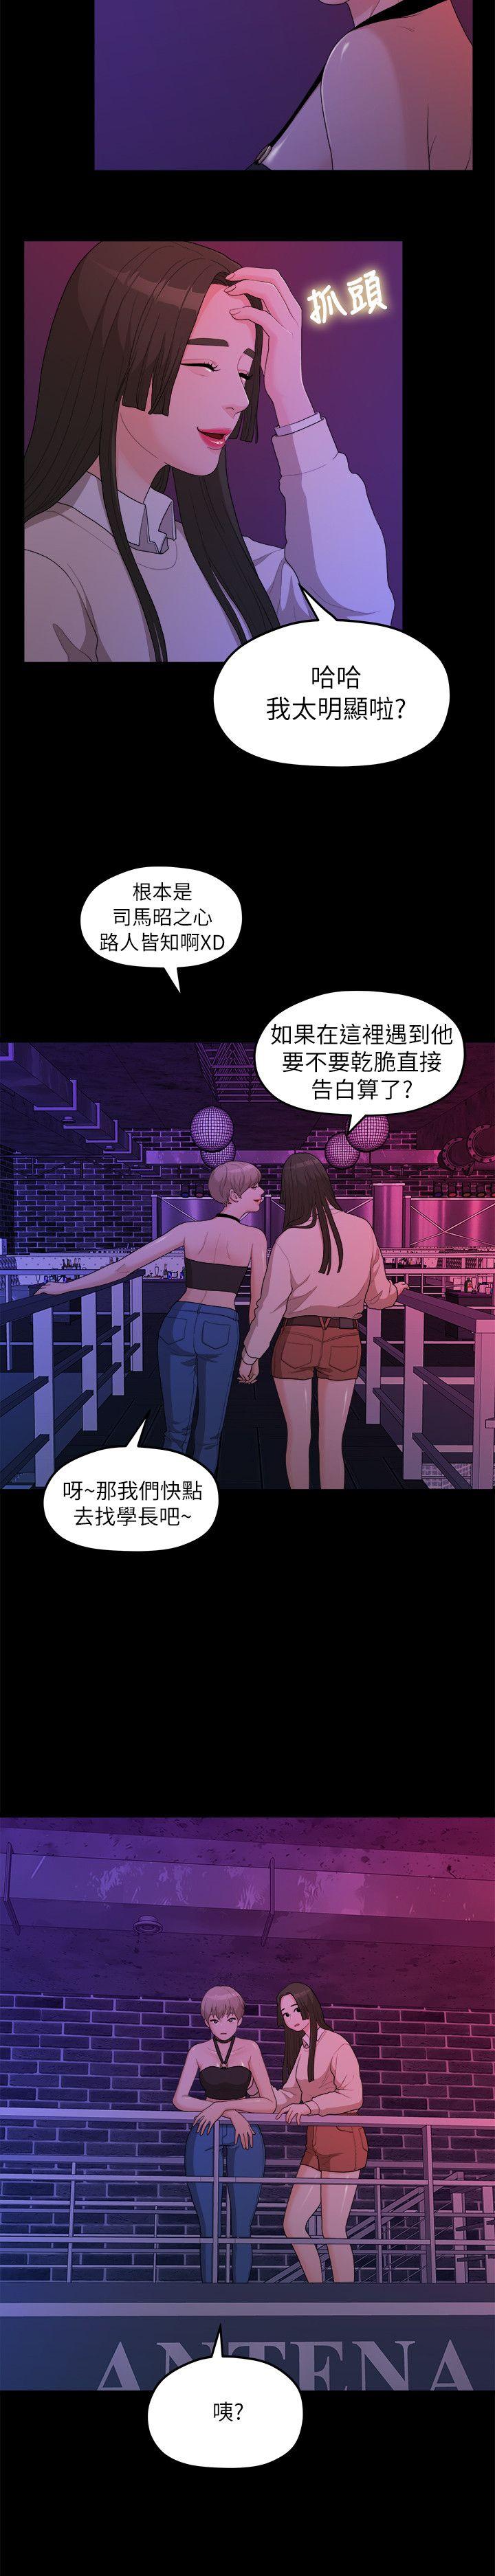 抓頭
哈哈
我太明顯啦?
根本是
司馬昭之心
路人皆知啊XD
如果在這裡遇到他
要不要乾脆直接
告白算了?
呀~那我們快點
去找學長吧~
ANTENA
咦?